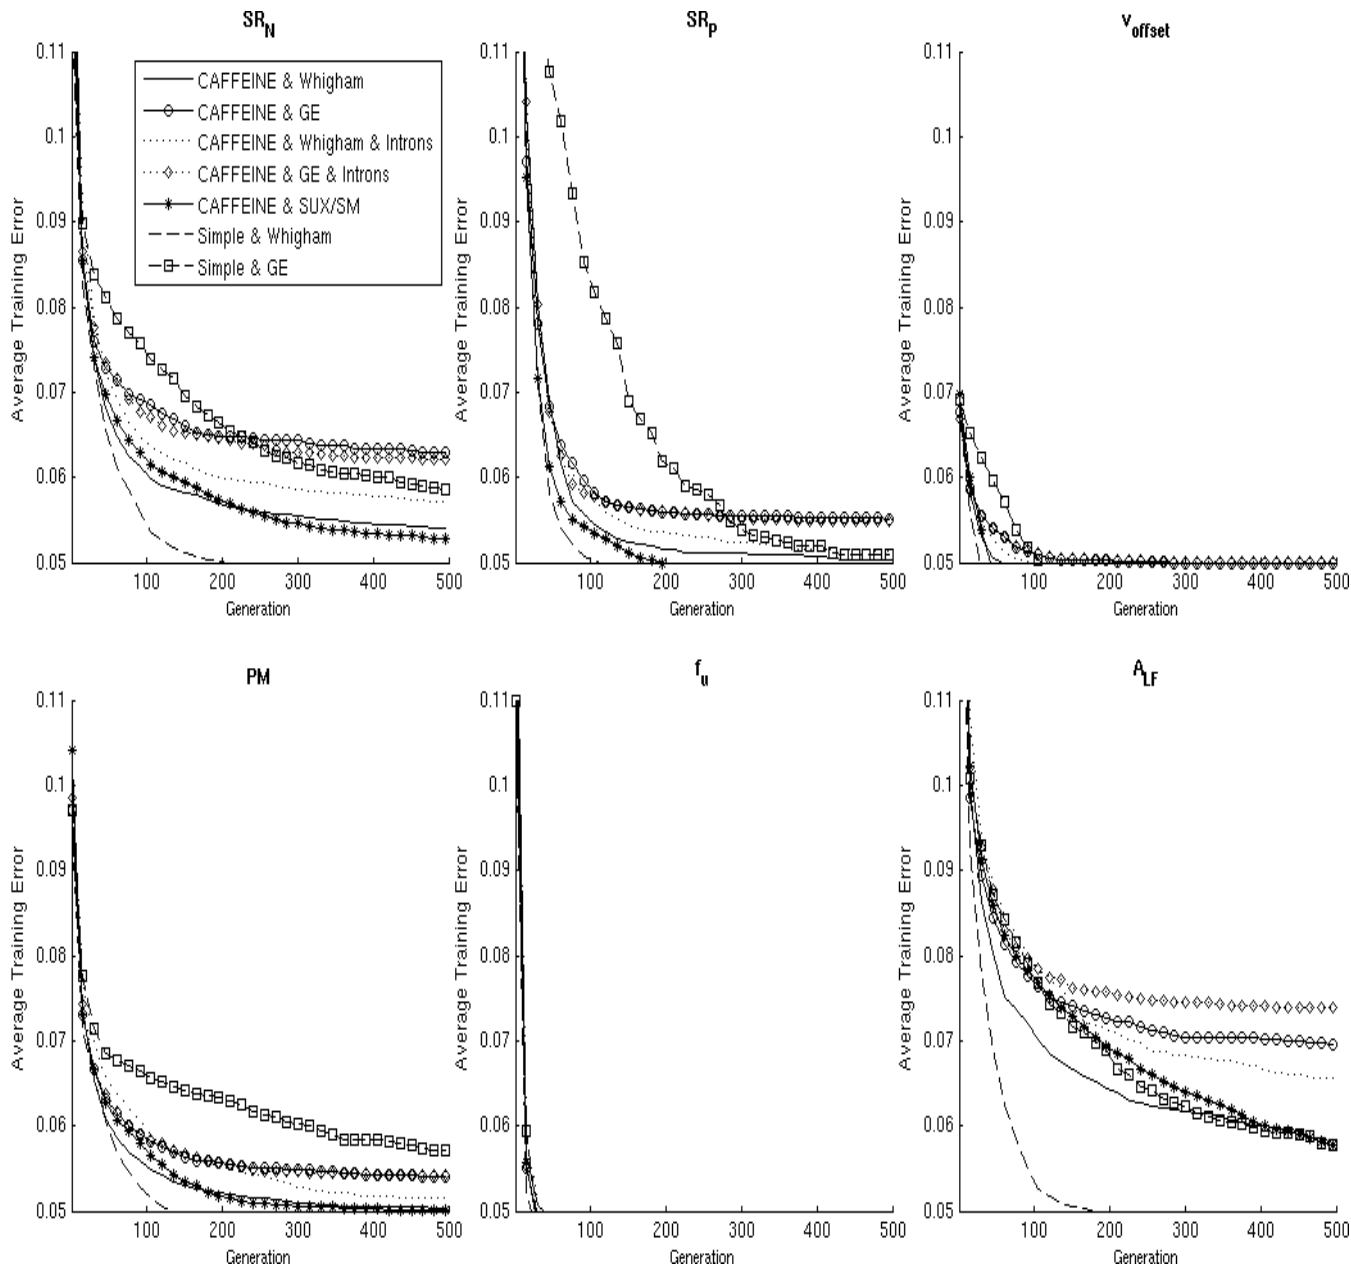 SR_N
SR_P
v_offset
0.11
0.1
0.09
0.08
0.07
0.06
0.05
Average Training Error
CAFFEINE & Whigham
CAFFEINE & GE
CAFFEINE & Whigham & Introns
CAFFEINE & GE & Introns
CAFFEINE & SUX/SM
Simple & Whigham
Simple & GE
100 200 300 400 500
Generation
0.11
0.1
0.09
0.08
0.07
0.06
0.05
Average Training Error
100 200 300 400 500
Generation
0.11
0.1
0.09
0.08
0.07
0.06
0.05
Average Training Error
100 200 300 400 500
Generation
PM
f_u
A_LF
0.11
0.1
0.09
0.08
0.07
0.06
0.05
Average Training Error
100 200 300 400 500
Generation
0.11
0.1
0.09
0.08
0.07
0.06
0.05
Average Training Error
100 200 300 400 500
Generation
0.11
0.1
0.09
0.08
0.07
0.06
0.05
Average Training Error
100 200 300 400 500
Generation